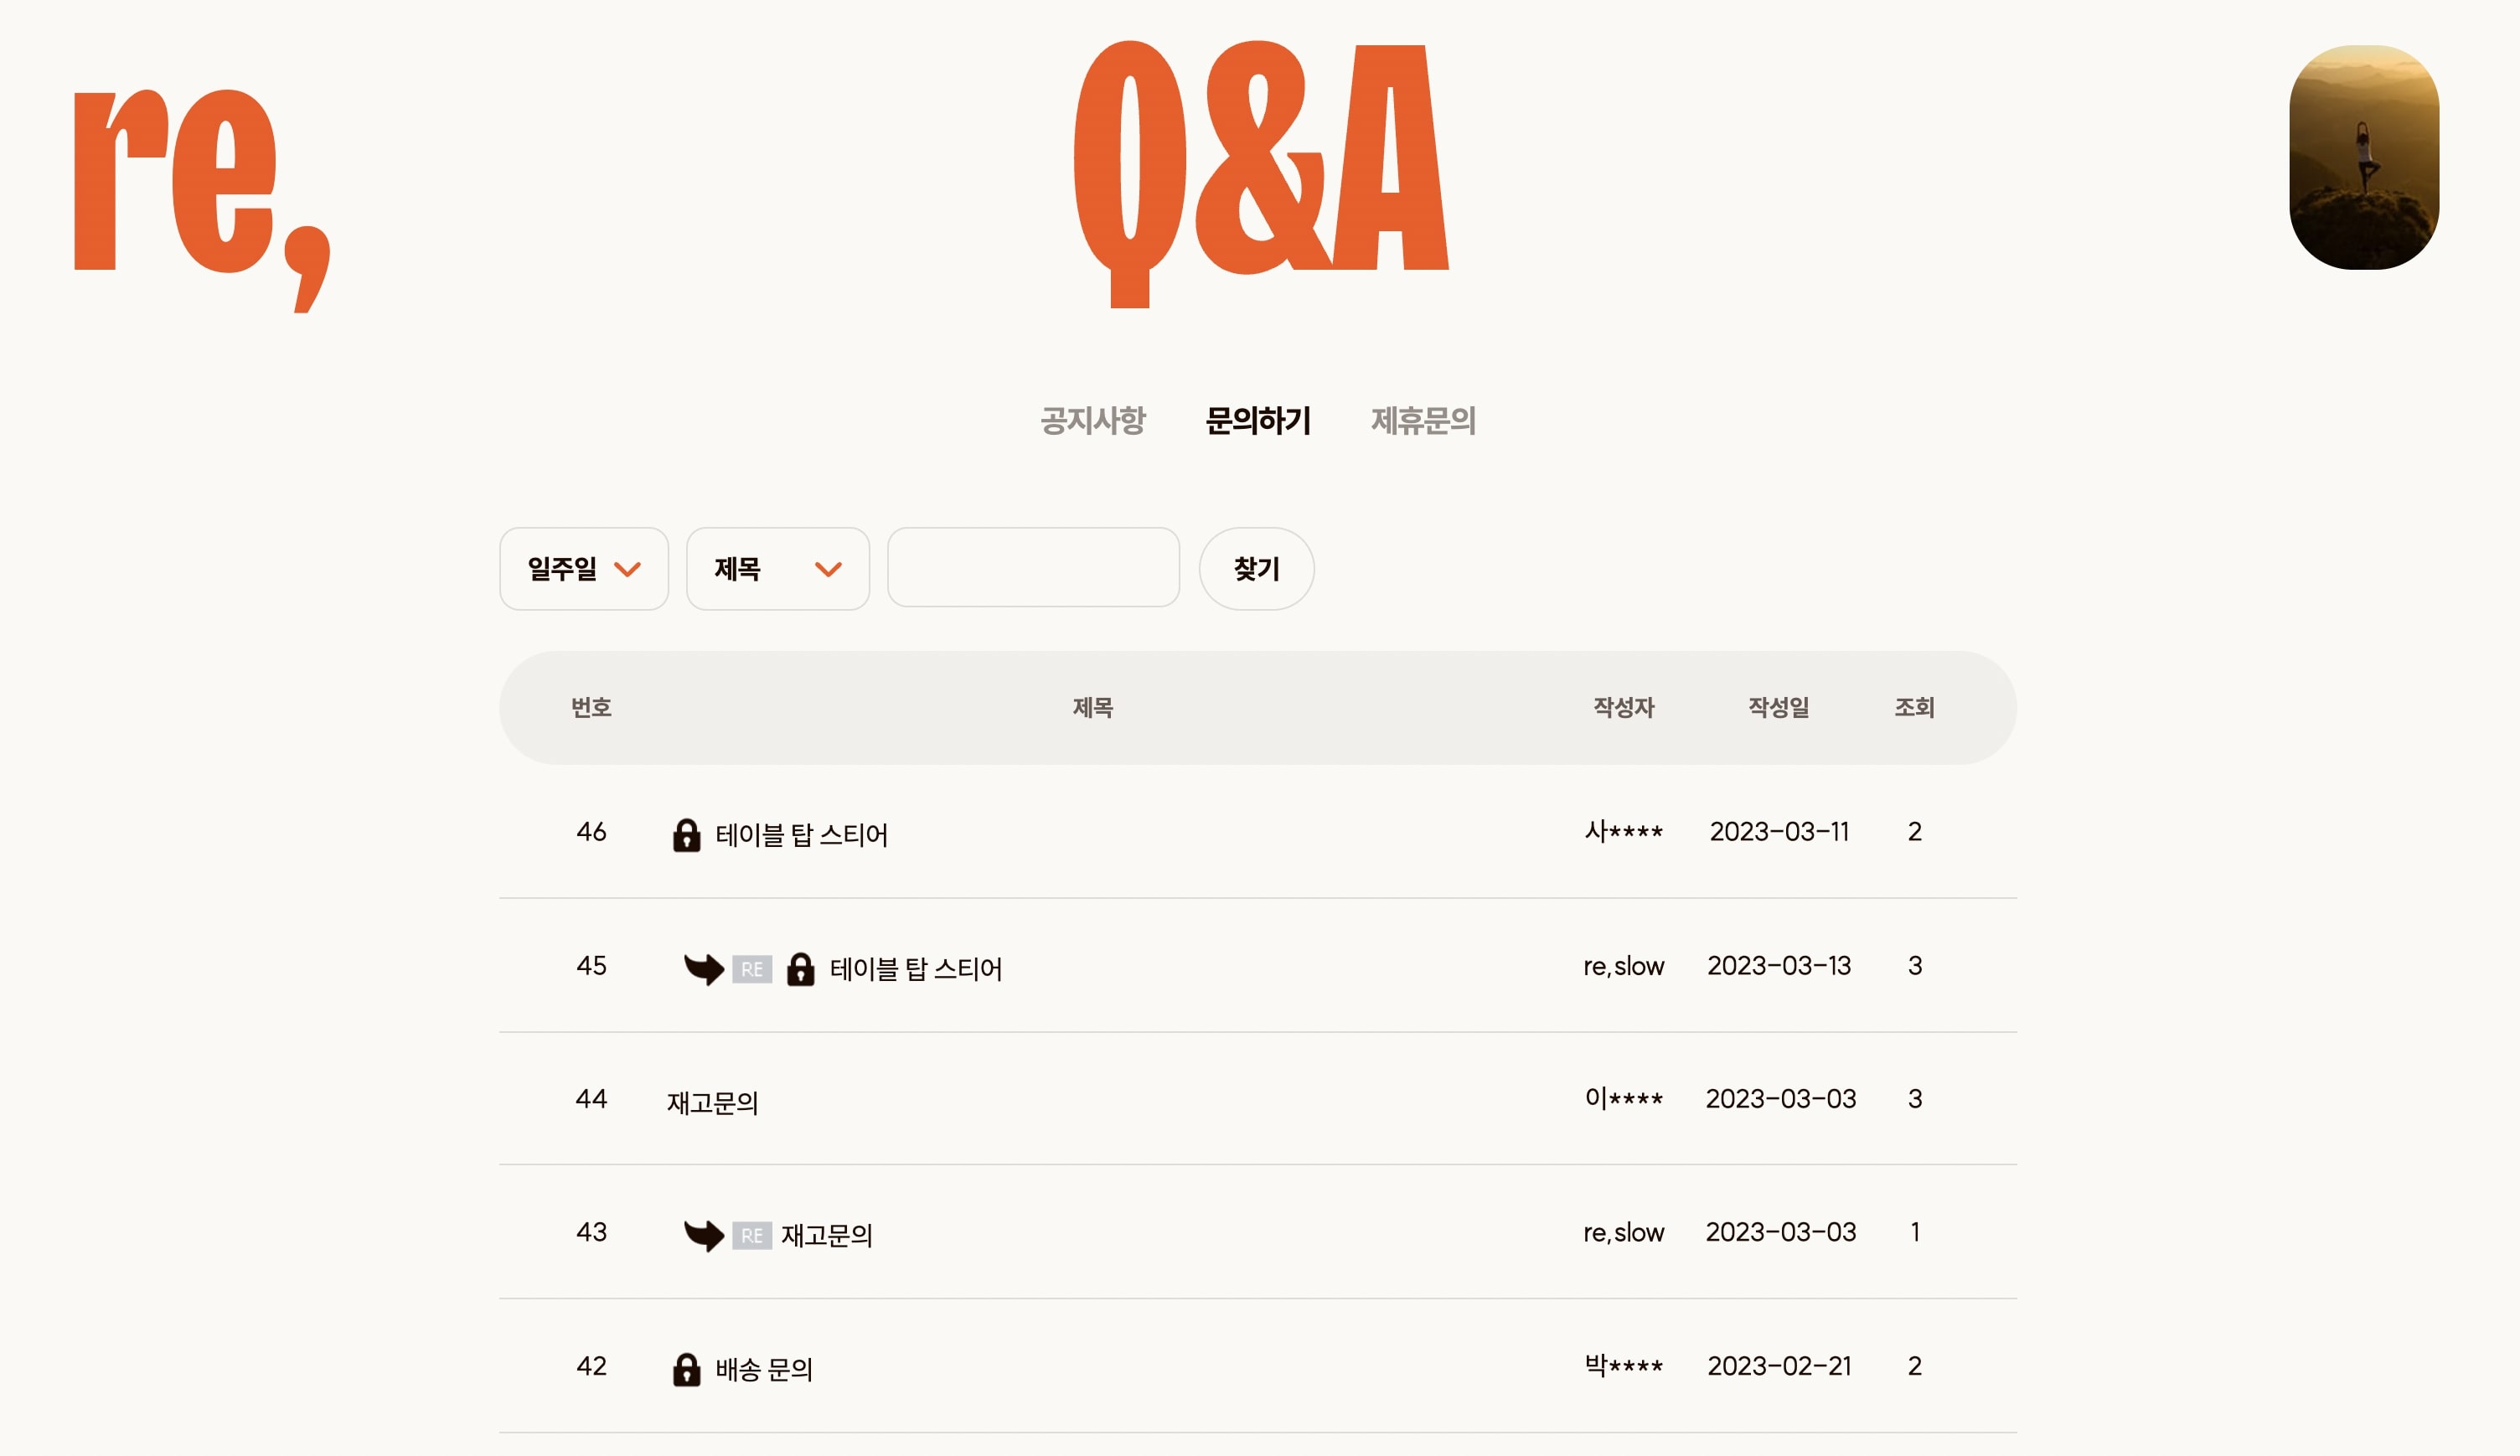 re,
Q&A
공지사항 문의하기 제휴문의
일주일 제목 찾기
번호 제목 작성자 작성일 조회
46 테이블 탑 스티어 사**** 2023-03-11 2
45 RE 테이블 탑 스티어 re,slow 2023-03-13 3
44 재고문의 이**** 2023-03-03 3
43 RE 재고문의 re,slow 2023-03-03 1
42 배송 문의 박**** 2023-02-21 2